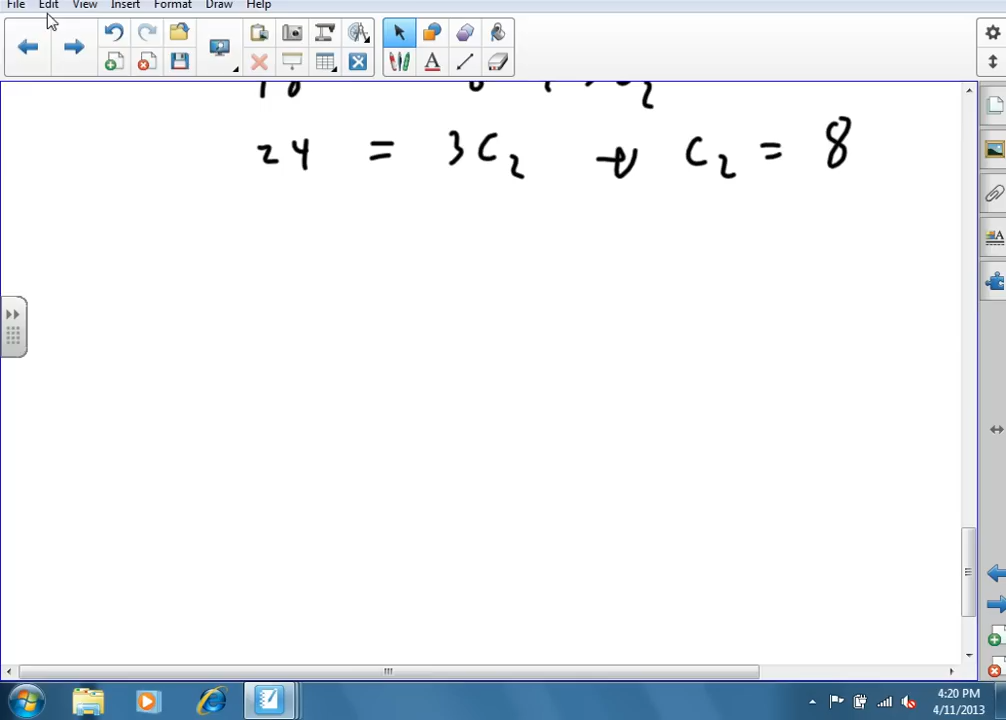 File Edit View Insert Format Draw Help
24 = 3C₂ → C₂ = 8
4:20 PM
4/11/2013